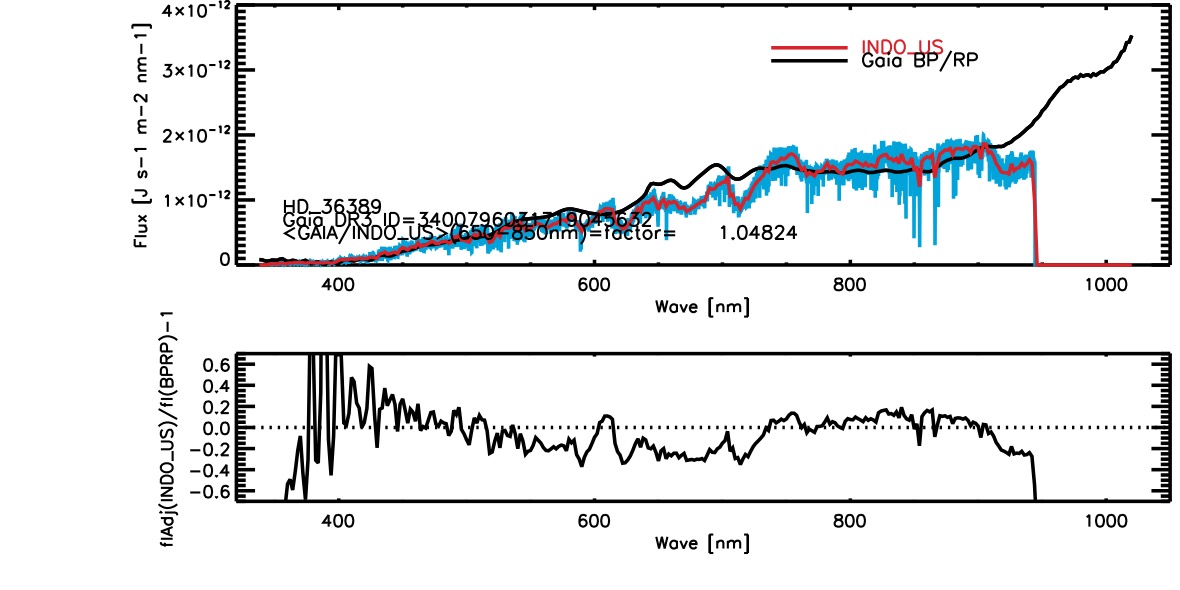 4×10-12
3×10-12
2×10-12
1×10-12
0
Flux [J s-1 m-2 nm-1]
INDO_US
Gaia BP/RP
HD_36389
<GAIA/INDO_US>(650-850nm)=factor= 1.04824
400 600 800 1000
Wave [nm]
0.6
0.4
0.2
0.0
-0.2
-0.4
-0.6
flAdj(INDO_US)/fl(BPRP)-1
400 600 800 1000
Wave [nm]